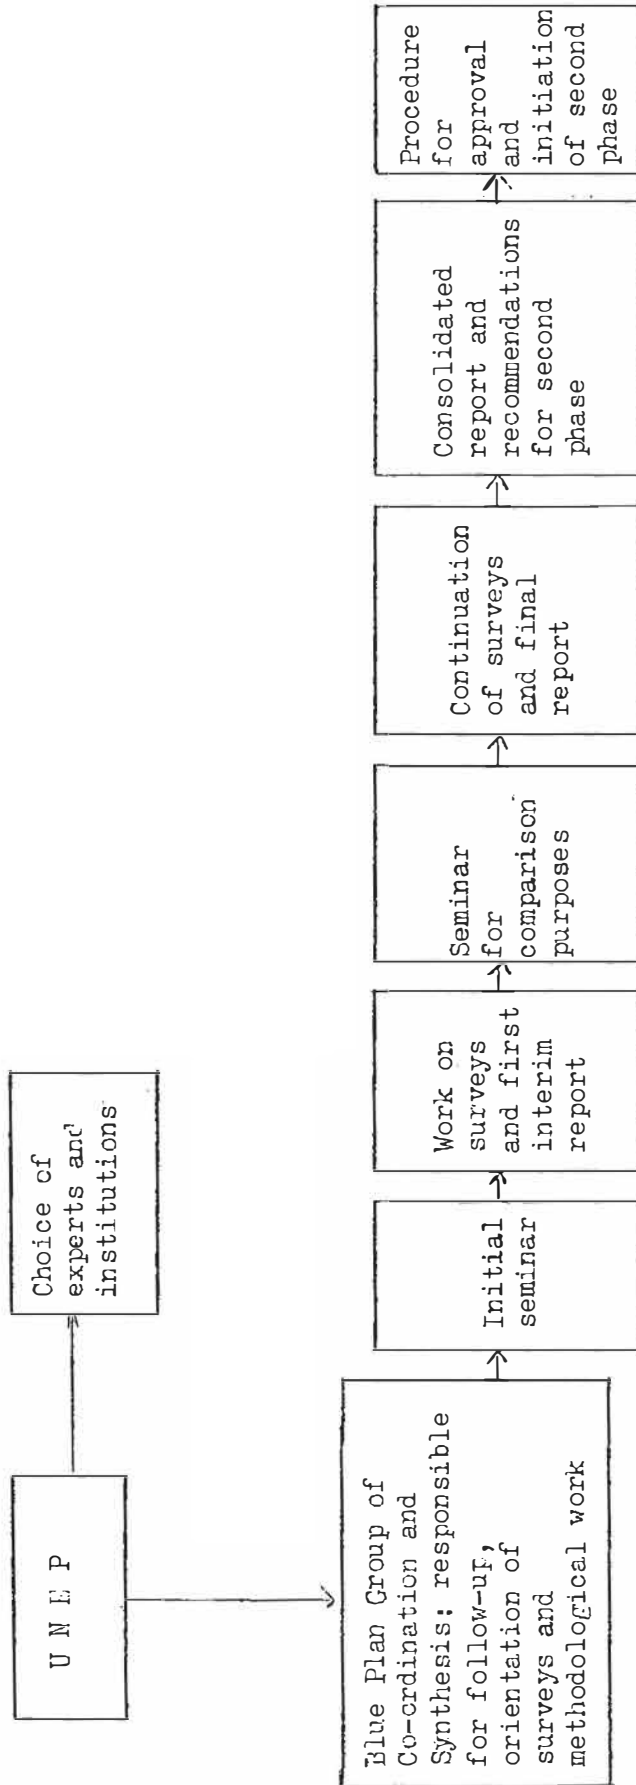 U N E P
Choice of
experts and
institutions
Blue Plan Group of
Co-crdination and
Synthesis; responsible
for follow-up,
orientation of
surveys and
methodological work
Initial
seminar
Work on
surveys
and first
interim
report
Seminar
for
comparison
purposes
Continuation
of surveys
and final
report
Consolidated
report and
recommendations
for second
phase
Procedure
for
approval
and
initiation
of second
phase